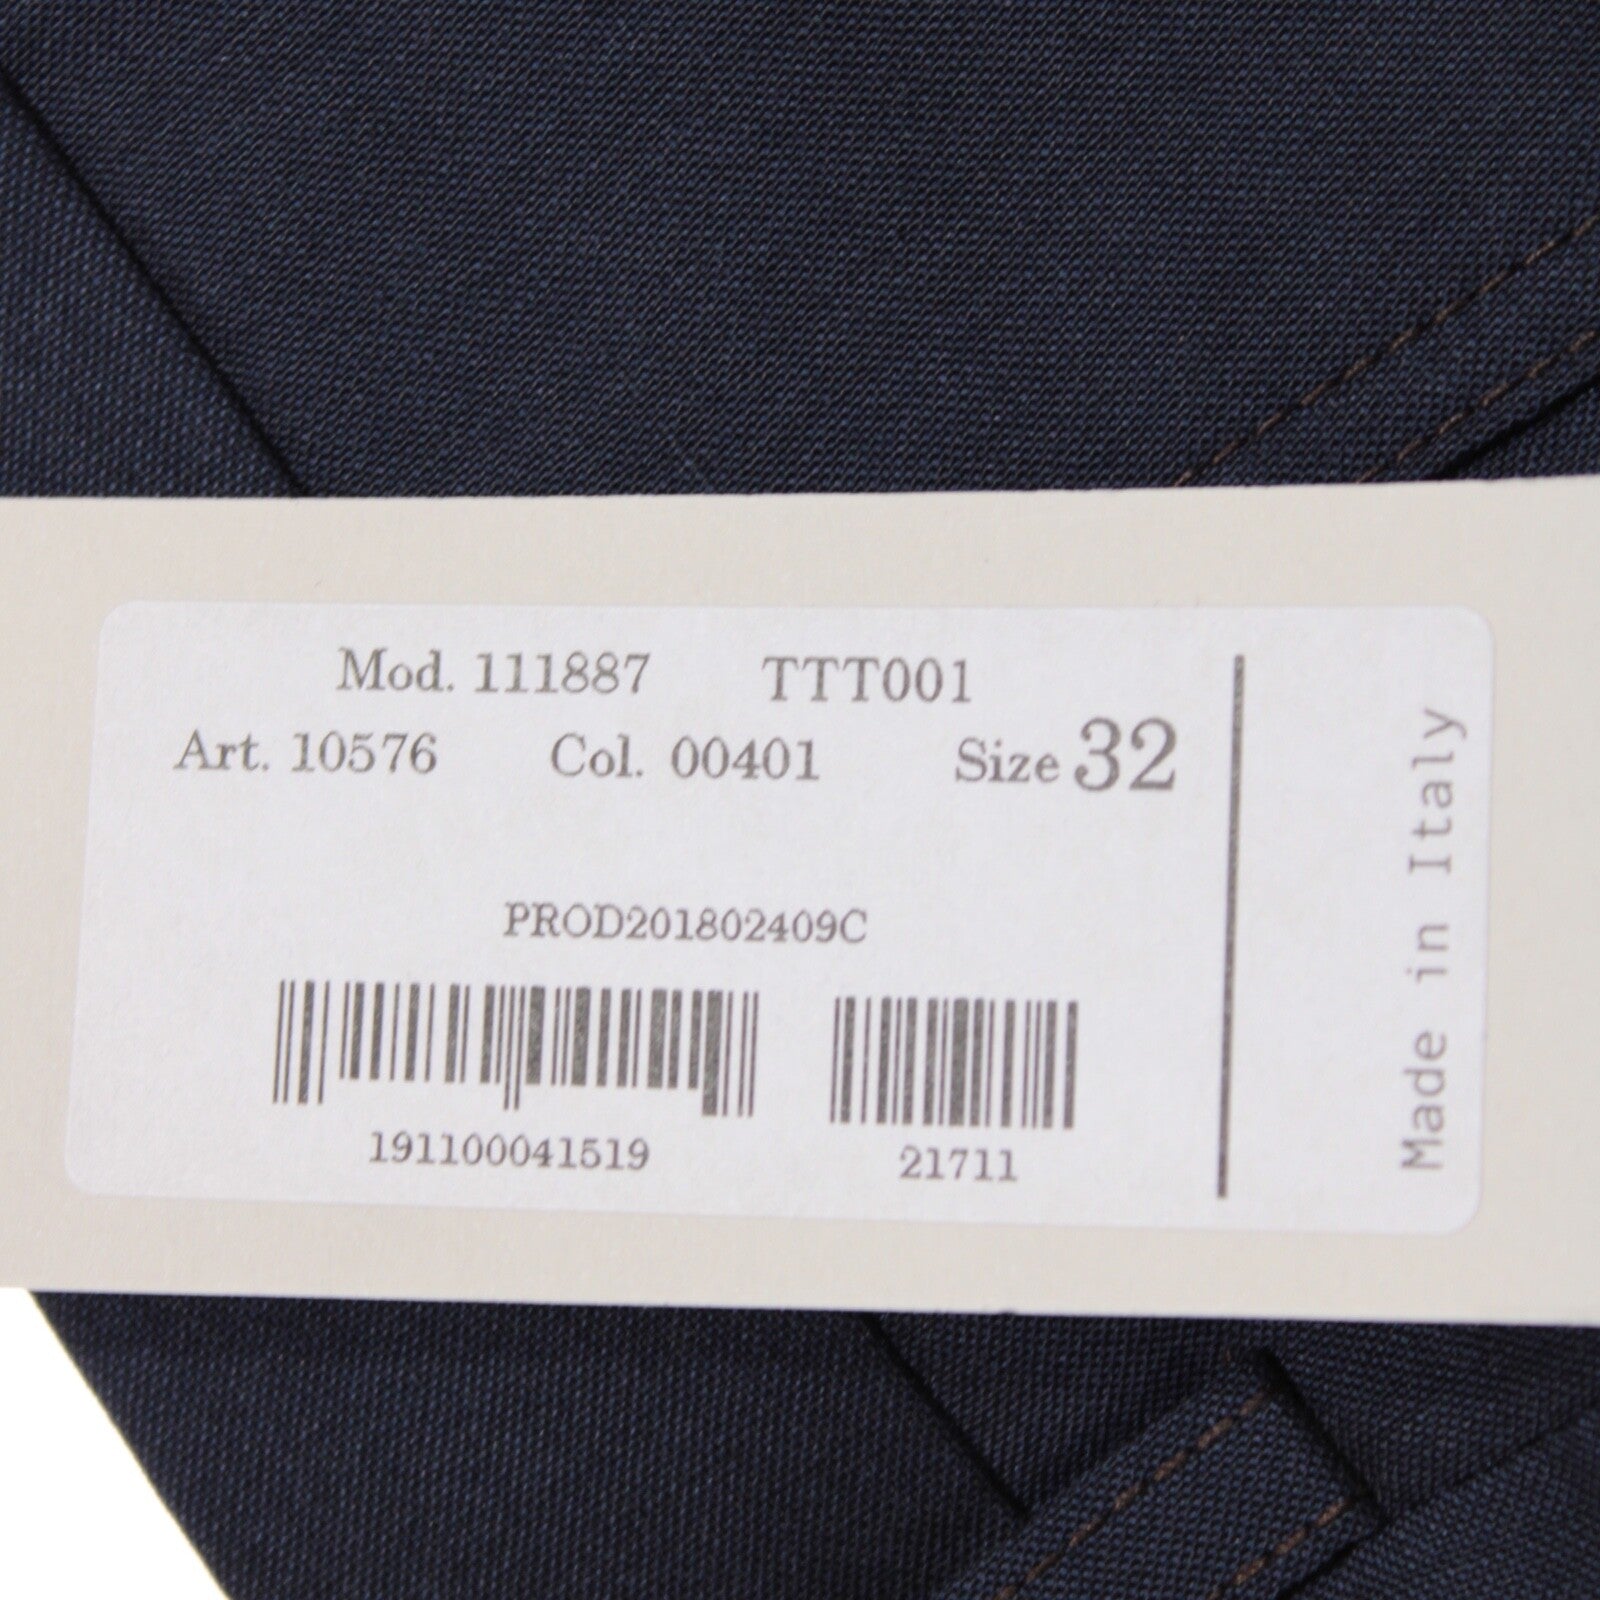 Mod. 111887 TTT001
Art. 10576 Col. 00401 Size 32
PROD201802409C
191100041519 21711
Made in Italy